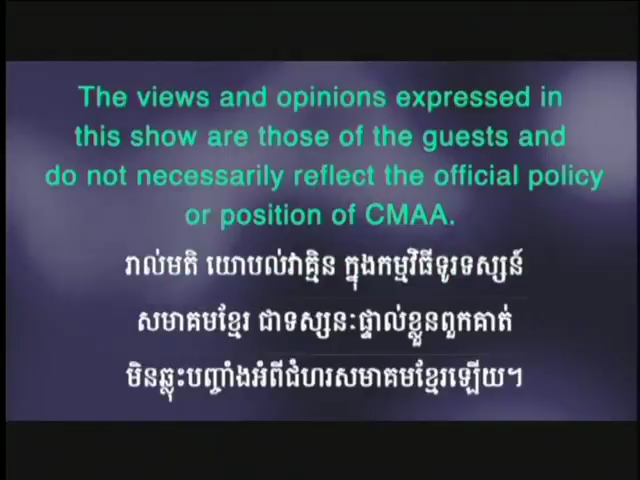 The views and opinions expressed in
this show are those of the guests and
do not necessarily reflect the official policy
or position of CMAA.
រាល់មតិ យោបល់វាគ្មិន ក្នុងកម្មវិធីទូរទស្សន៍
សមាគមខ្មែរ ជាទស្សនៈផ្ទាល់ខ្លួនពួកគាត់
មិនឆ្លុះបញ្ចាំងអំពីជំហរសមាគមខ្មែរឡើយ។